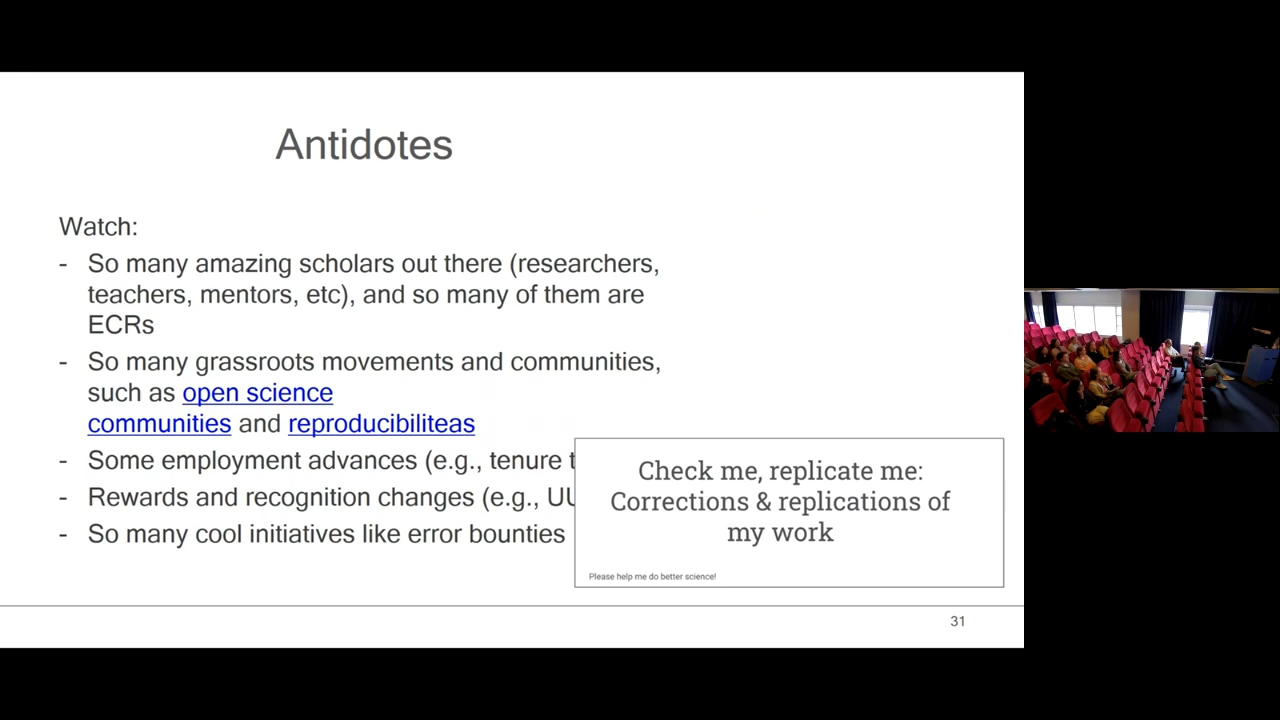 Antidotes
Watch:
- So many amazing scholars out there (researchers,
teachers, mentors, etc), and so many of them are
ECRs
- So many grassroots movements and communities,
such as open science
communities and reproducibiliteas
- Some employment advances (e.g., tenure t
- Rewards and recognition changes (e.g., UU
- So many cool initiatives like error bounties
Check me, replicate me:
Corrections & replications of
my work
Please help me do better science!
31